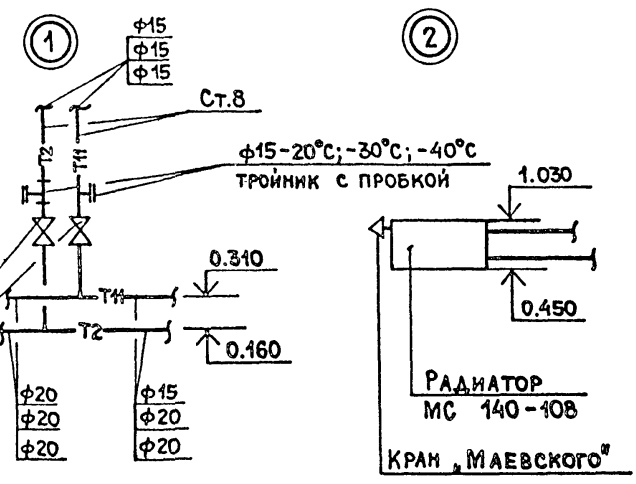 1
ф15
ф15
ф15
Ст.8
Т2
Т11
ф15-20°С;-30°С;-40°С
ТРОЙНИК С ПРОБКОЙ
0.310
Т11
Т2
0.160
ф20
ф20
ф20
ф15
ф20
ф20
2
1.030
0.450
РАДИАТОР
МС 140-108
КРАН „МАЕВСКОГО"